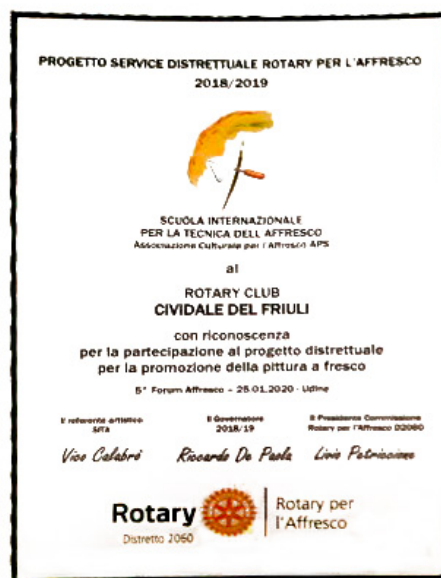 PROGETTO SERVICE DISTRETTUALE ROTARY PER L'AFFRESCO
2018/2019
SCUOLA INTERNAZIONALE
PER LA TECNICA DELL'AFFRESCO
Associazione Culturale per l'Affresco APS
al
ROTARY CLUB
CIVIDALE DEL FRIULI
con riconoscenza
per la partecipazione al progetto distrettuale
per la promozione della pittura a fresco
5° Forum Affresco – 25.01.2020 - Udine
Il referente artistico
SITA
Vico Calabrò
Il Governatore
2018/19
Riccardo De Paola
Il Presidente Commissione
Rotary per l'Affresco D2060
Livio Petriccione
Rotary
Distretto 2060
Rotary per
l'Affresco